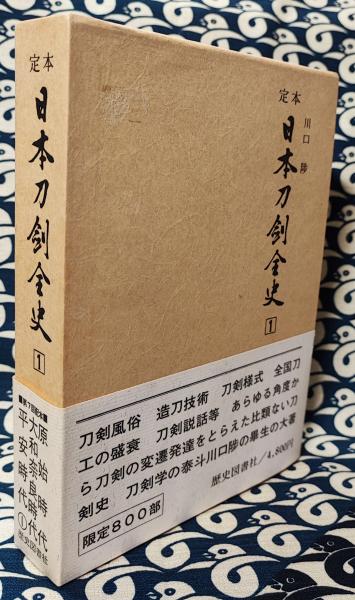 定本
日本刀剣全史
1
原始時代
大和奈良時代
平安時代①
歴史図書社
定本
川口 陟
日本刀剣全史
1
刀剣風俗 造刀技術 刀剣様式 全国刀
工の盛衰 刀剣説話等 あらゆる角度か
ら刀剣の変遷発達をとらえた比類ない刀
剣史 刀剣学の泰斗川口陟の畢生の大著
限定800部
歴史図書社/4,800円